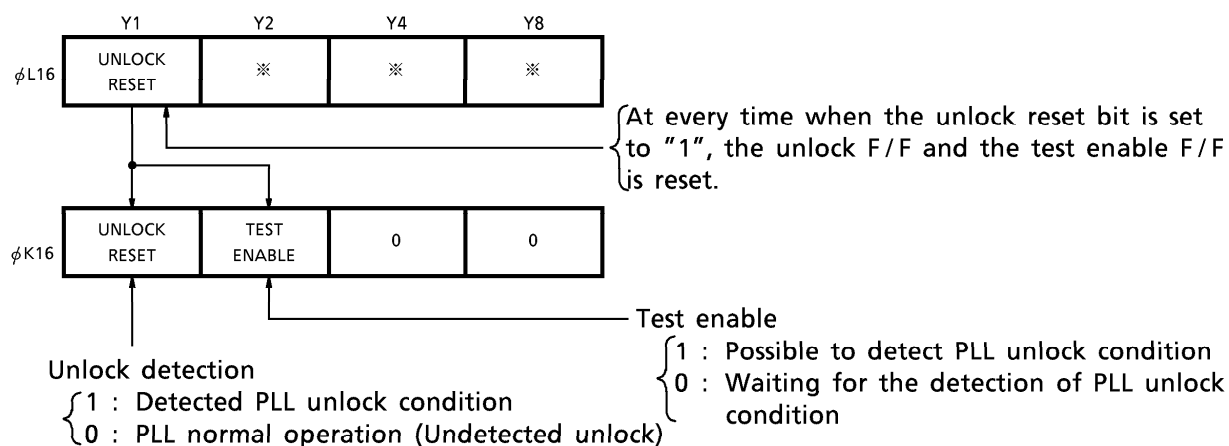 Y1 Y2 Y4 Y8
φL16 UNLOCK RESET ※ ※ ※
At every time when the unlock reset bit is set
to "1", the unlock F/F and the test enable F/F
is reset.
φK16 UNLOCK RESET TEST ENABLE 0 0
Test enable
1 : Possible to detect PLL unlock condition
0 : Waiting for the detection of PLL unlock
condition
Unlock detection
1 : Detected PLL unlock condition
0 : PLL normal operation (Undetected unlock)